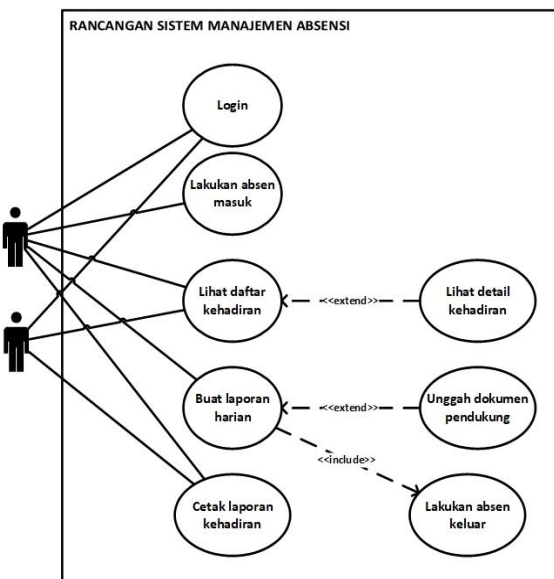 RANCANGAN SISTEM MANAJEMEN ABSENSI
Login
Lakukan absen
masuk
Lihat daftar
kehadiran
<<extend>>
Lihat detail
kehadiran
Buat laporan
harian
<<extend>>
Unggah dokumen
pendukung
<<include>>
Cetak laporan
kehadiran
Lakukan absen
keluar